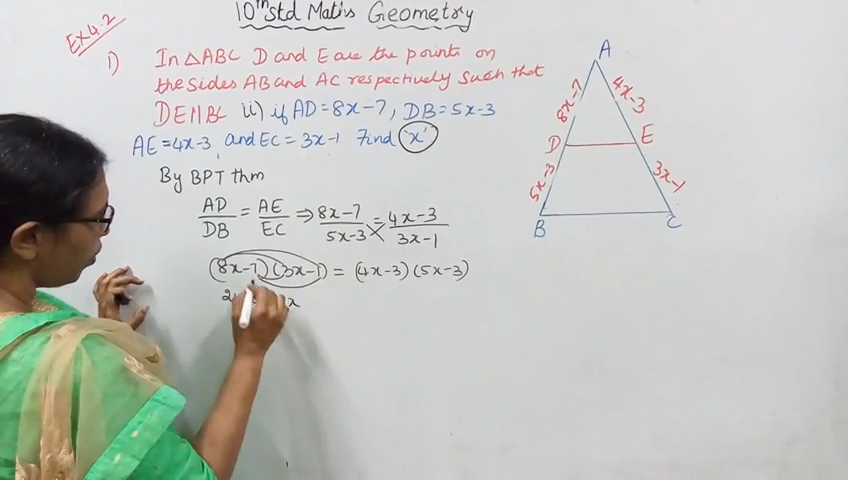 10th std Maths Geometry
Ex 4.2
1) In △ABC D and E are the points on
the sides AB and AC respectively such that
DE||BC ii) if AD = 8x-7, DB = 5x-3
AE = 4x-3 and EC = 3x-1 Find 'x'
By BPT thm
AD/DB = AE/EC ⇒ 8x-7/5x-3 = 4x-3/3x-1
(8x-7)(3x-1) = (4x-3)(5x-3)
A
8x-7
4x-3
D
E
5x-3
3x-1
B
C